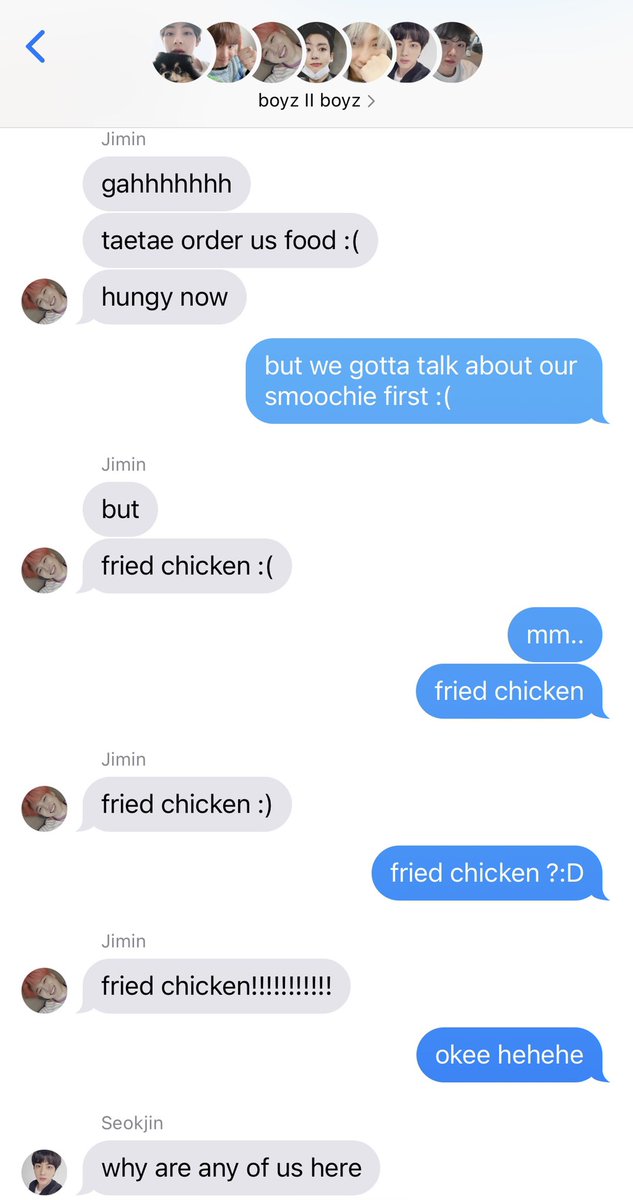 boyz II boyz
Jimin
gahhhhhhh
taetae order us food :(
hungy now
but we gotta talk about our
smoochie first :(
Jimin
but
fried chicken :(
mm..
fried chicken
Jimin
fried chicken :)
fried chicken ?:D
Jimin
fried chicken!!!!!!!!!!!
okee hehehe
Seokjin
why are any of us here